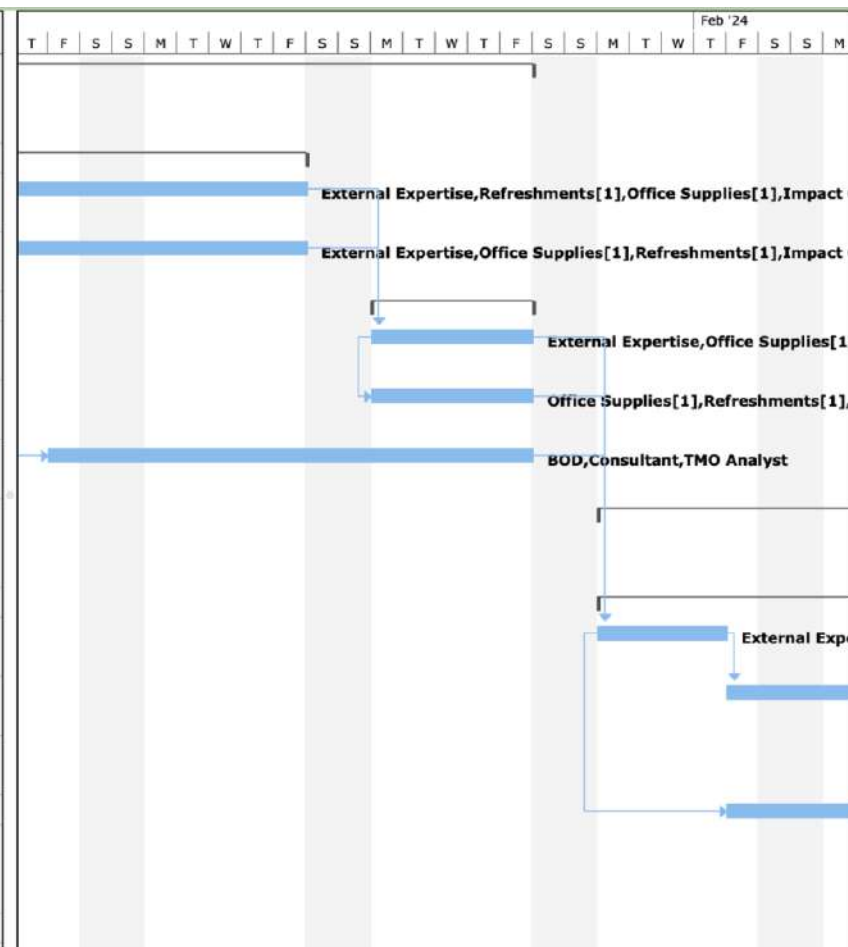 Feb '24
T F S S M T W T F S S M T W T F S S M T W T F S S M
External Expertise,Refreshments[1],Office Supplies[1],Impact
External Expertise,Office Supplies[1],Refreshments[1],Impact
External Expertise,Office Supplies[1
Office Supplies[1],Refreshments[1],
BOD,Consultant,TMO Analyst
External Expe